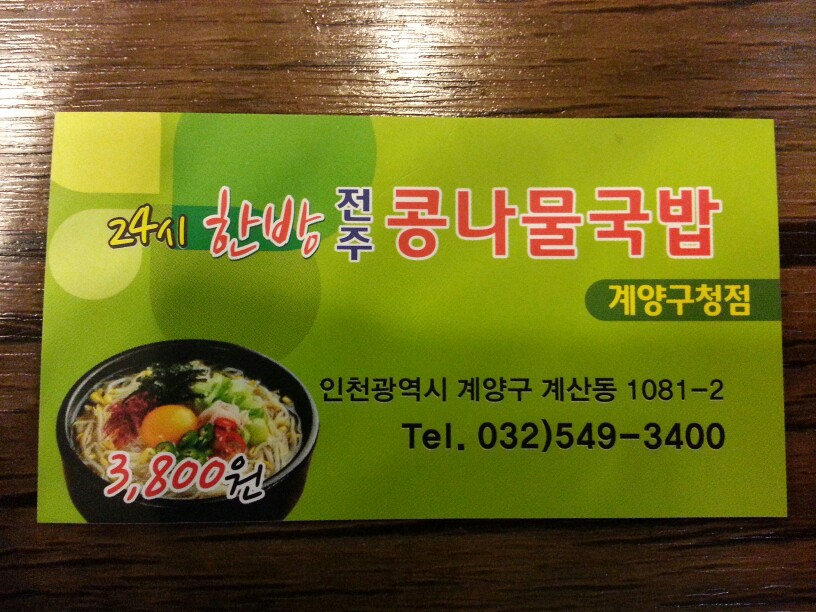 24시 한방 전주 콩나물국밥
계양구청점
인천광역시 계양구 계산동 1081-2
Tel. 032)549-3400
3,800원